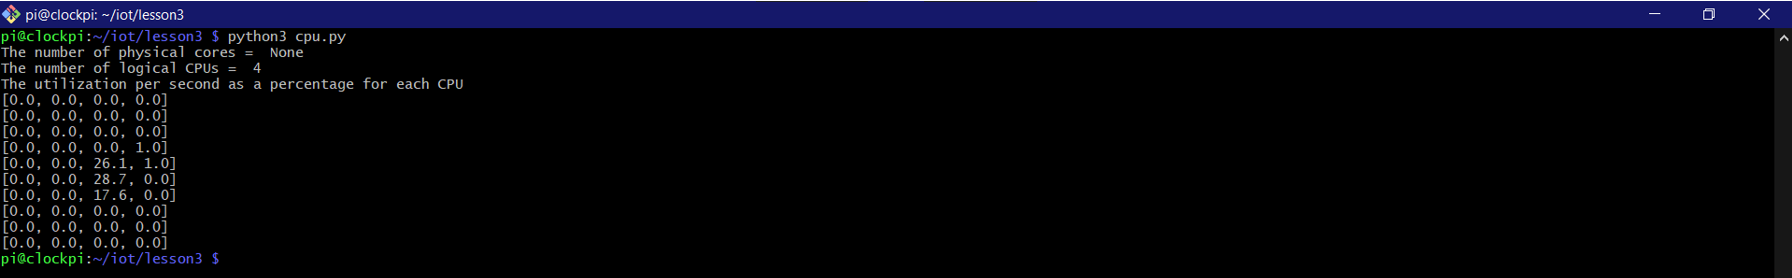 pi@clockpi: ~/iot/lesson3
pi@clockpi:~/iot/lesson3 $ python3 cpu.py
The number of physical cores =  None
The number of logical CPUs =  4
The utilization per second as a percentage for each CPU
[0.0, 0.0, 0.0, 0.0]
[0.0, 0.0, 0.0, 0.0]
[0.0, 0.0, 0.0, 0.0]
[0.0, 0.0, 0.0, 1.0]
[0.0, 0.0, 26.1, 1.0]
[0.0, 0.0, 28.7, 0.0]
[0.0, 0.0, 17.6, 0.0]
[0.0, 0.0, 0.0, 0.0]
[0.0, 0.0, 0.0, 0.0]
[0.0, 0.0, 0.0, 0.0]
pi@clockpi:~/iot/lesson3 $